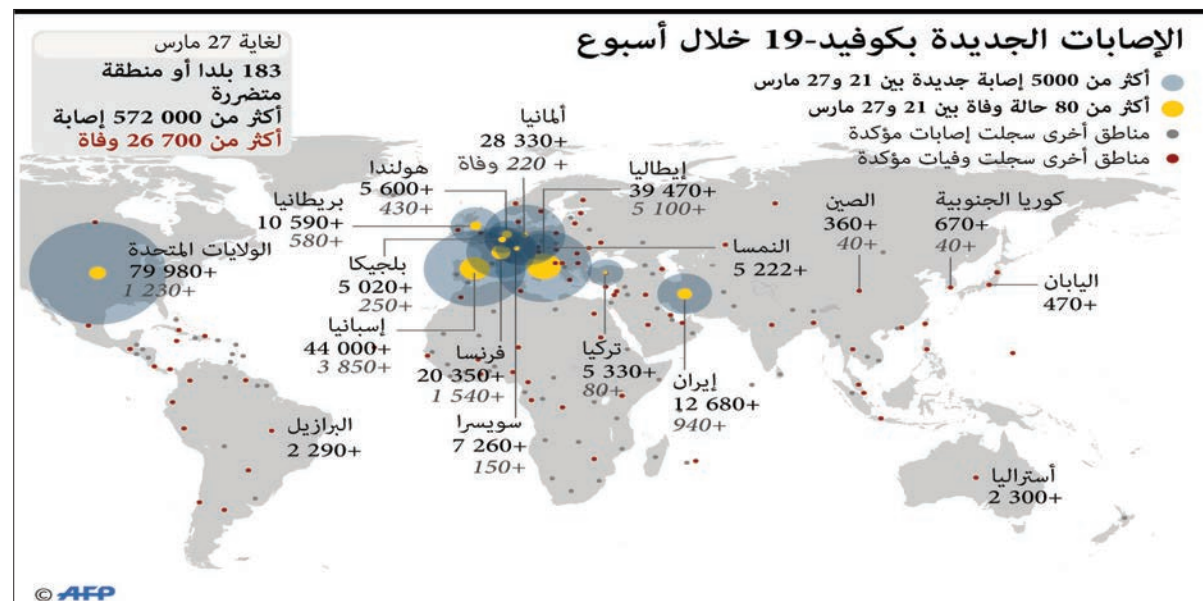 الإصابات الجديدة بكوفيد-19 خلال أسبوع
أكثر من 5000 إصابة جديدة بين 21 و27 مارس
أكثر من 80 حالة وفاة بين 21 و27 مارس
مناطق أخرى سجلت إصابات مؤكدة
مناطق أخرى سجلت وفيات مؤكدة
لغاية 27 مارس
183 بلدا أو منطقة
متضررة
أكثر من 000 572 إصابة
أكثر من 700 26 وفاة
ألمانيا
28 330+
220 وفاة +
هولندا
5 600+
430+
بريطانيا
10 590+
580+
إيطاليا
39 470+
5 100+
الصين
360+
40+
كوريا الجنوبية
670+
40+
الولايات المتحدة
79 980+
1 230+
بلجيكا
5 020+
250+
النمسا
5 222+
اليابان
470+
إسبانيا
44 000+
3 850+
فرنسا
20 350+
1 540+
تركيا
5 330+
80+
إيران
12 680+
940+
سويسرا
7 260+
150+
البرازيل
2 290+
أستراليا
2 300+
© AFP